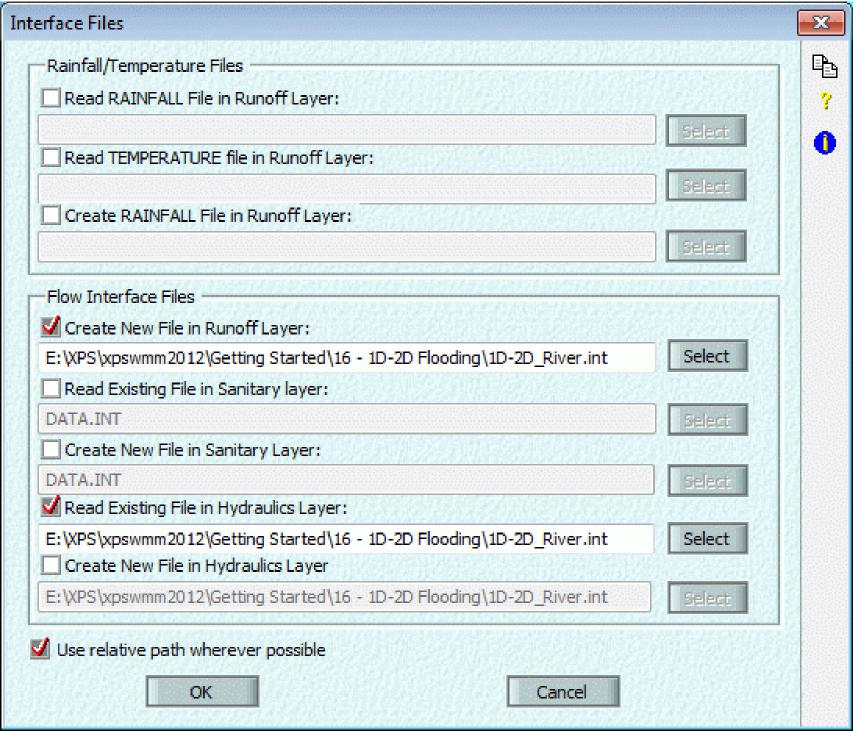 Interface Files
Rainfall/Temperature Files
Read RAINFALL File in Runoff Layer:
Select
Read TEMPERATURE file in Runoff Layer:
Select
Create RAINFALL File in Runoff Layer:
Select
Flow Interface Files
Create New File in Runoff Layer:
E:\XPS\xpswmm2012\Getting Started\16 - 1D-2D Flooding\1D-2D_River.int
Select
Read Existing File in Sanitary layer:
DATA.INT
Select
Create New File in Sanitary Layer:
DATA.INT
Select
Read Existing File in Hydraulics Layer:
E:\XPS\xpswmm2012\Getting Started\16 - 1D-2D Flooding\1D-2D_River.int
Select
Create New File in Hydraulics Layer
E:\XPS\xpswmm2012\Getting Started\16 - 1D-2D Flooding\1D-2D_River.int
Select
Use relative path wherever possible
OK
Cancel